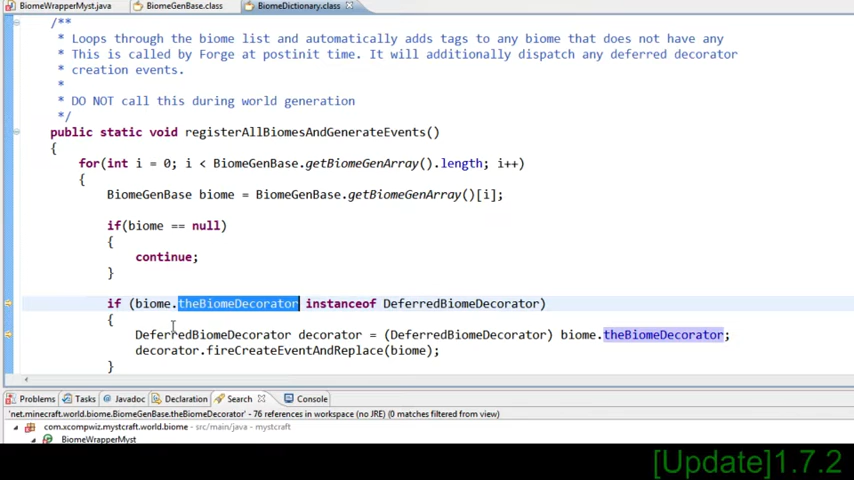 BiomeWrapperMyst.java BiomeGenBase.class BiomeDictionary.class
/**
* Loops through the biome list and automatically adds tags to any biome that does not have any
* This is called by Forge at postinit time. It will additionally dispatch any deferred decorator
* creation events.
*
* DO NOT call this during world generation
*/
public static void registerAllBiomesAndGenerateEvents()
{
for(int i = 0; i < BiomeGenBase.getBiomeGenArray().length; i++)
{
BiomeGenBase biome = BiomeGenBase.getBiomeGenArray()[i];
if(biome == null)
{
continue;
}
if (biome.theBiomeDecorator instanceof DeferredBiomeDecorator)
{
DeferredBiomeDecorator decorator = (DeferredBiomeDecorator) biome.theBiomeDecorator;
decorator.fireCreateEventAndReplace(biome);
}
Problems Tasks @ Javadoc Declaration Search Console
'net.minecraft.world.biome.BiomeGenBase.theBiomeDecorator' - 76 references in workspace (no JRE) (0 matches filtered from view)
com.xcompwiz.mystcraft.world.biome - src/main/java - mystcraft
BiomeWrapperMyst
[Update]1.7.2